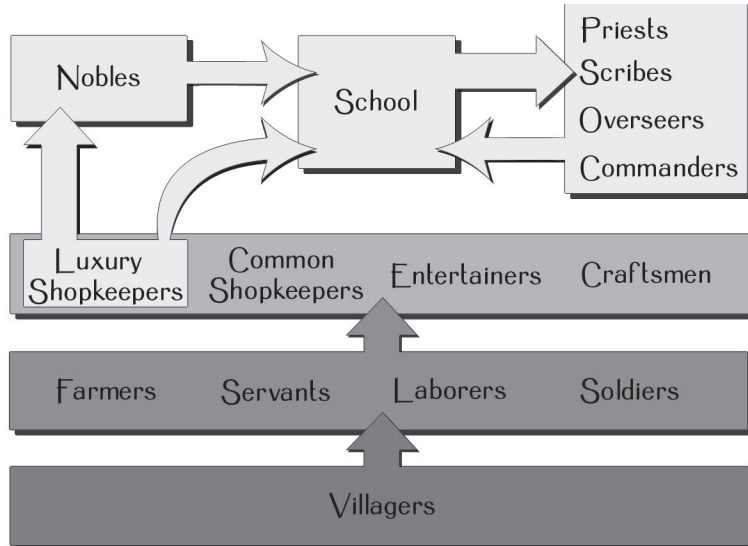 Nobles
School
Priests
Scribes
Overseers
Commanders
Luxury
Shopkeepers
Common
Shopkeepers
Entertainers
Craftsmen
Farmers
Servants
Laborers
Soldiers
Villagers